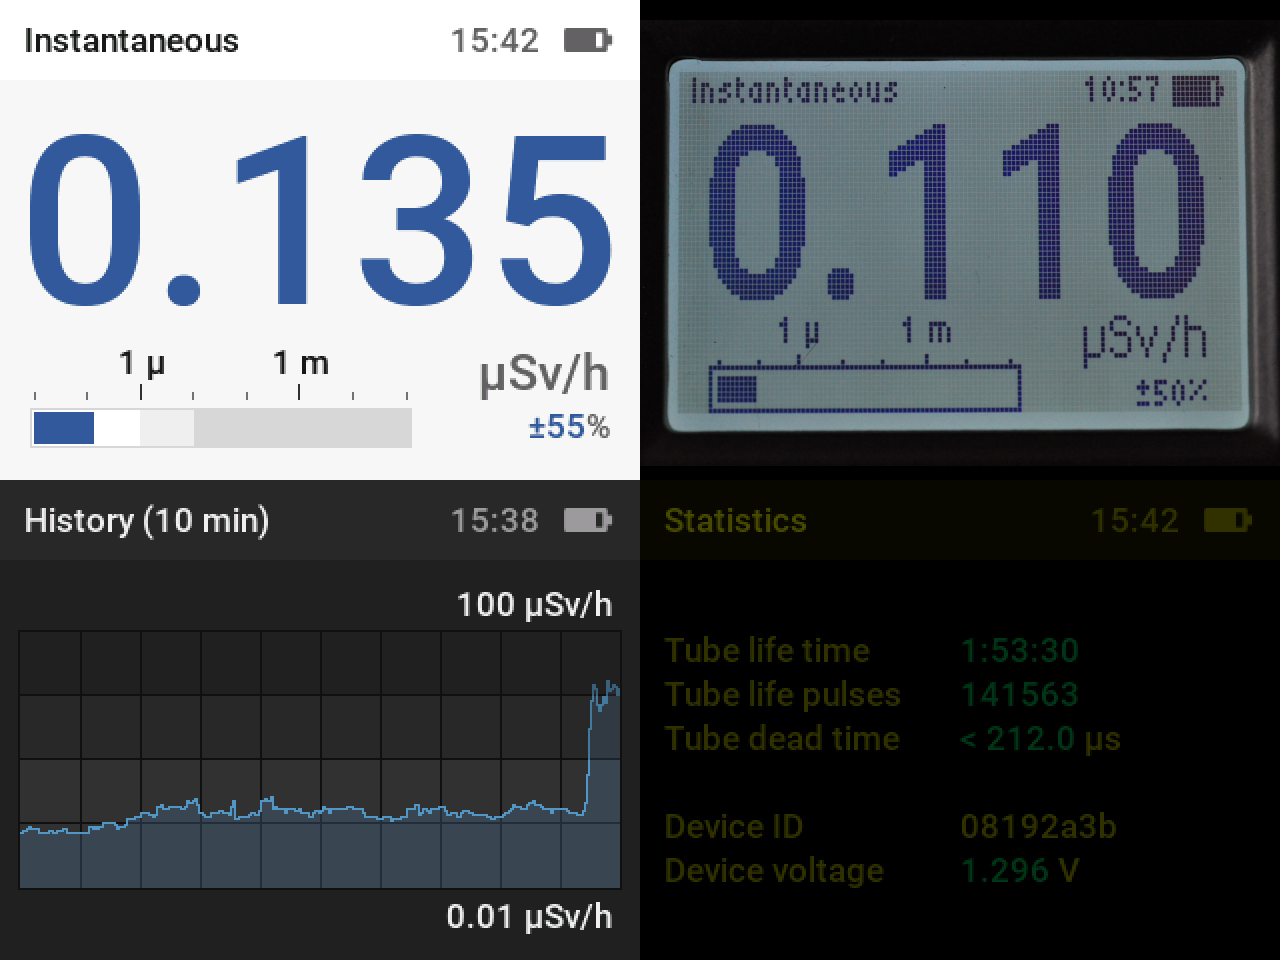 Instantaneous 15:42
0.135
1 µ 1 m
µSv/h
±55%
Instantaneous 10:57
0.110
1 µ 1 m
µSv/h
±50%
History (10 min) 15:38
100 µSv/h
0.01 µSv/h
Statistics 15:42
Tube life time 1:53:30
Tube life pulses 141563
Tube dead time < 212.0 µs
Device ID 08192a3b
Device voltage 1.296 V